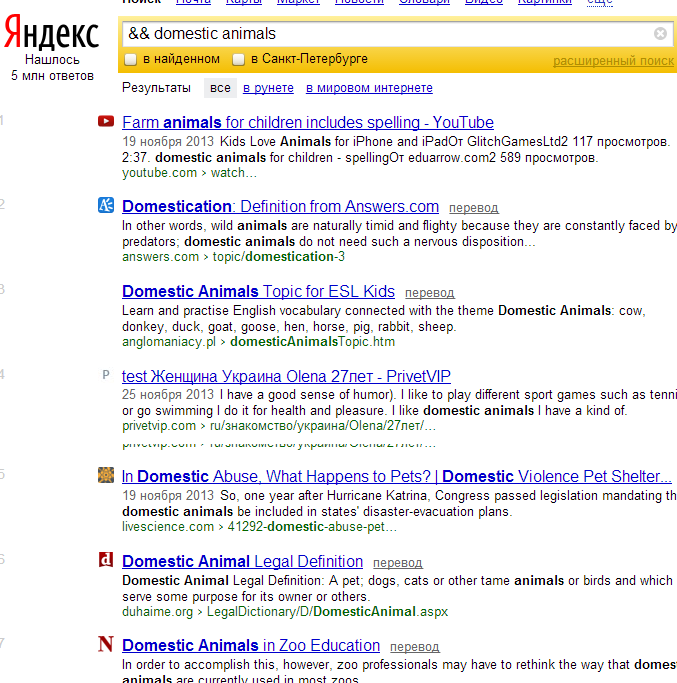 Поиск Почта Карты Маркет Новости Словари Видео Картинки ещё
Яндекс
&& domestic animals
Нашлось
5 млн ответов
в найденном в Санкт-Петербурге расширенный поиск
Результаты все в рунете в мировом интернете
1
Farm animals for children includes spelling - YouTube
19 ноября 2013 Kids Love Animals for iPhone and iPadОт GlitchGamesLtd2 117 просмотров.
2:37. domestic animals for children - spellingОт eduarrow.com2 589 просмотров.
youtube.com › watch…
2
Domestication: Definition from Answers.com перевод
In other words, wild animals are naturally timid and flighty because they are constantly faced by
predators; domestic animals do not need such a nervous disposition…
answers.com › topic/domestication-3
3
Domestic Animals Topic for ESL Kids перевод
Learn and practise English vocabulary connected with the theme Domestic Animals: cow,
donkey, duck, goat, goose, hen, horse, pig, rabbit, sheep.
anglomaniacy.pl › domesticAnimalsTopic.htm
4
P test Женщина Украина Olena 27лет - PrivetVIP
25 ноября 2013 I have a good sense of humor). I like to play different sport games such as tenni
or go swimming I do it for health and pleasure. I like domestic animals I have a kind of.
privetvip.com › ru/знакомство/украина/Olena/27лет/…
privetvip.com › ru/знакомство/украина/Olena/27лет/…
5
In Domestic Abuse, What Happens to Pets? | Domestic Violence Pet Shelter...
19 ноября 2013 So, one year after Hurricane Katrina, Congress passed legislation mandating th
domestic animals be included in states' disaster-evacuation plans.
livescience.com › 41292-domestic-abuse-pet…
6
d Domestic Animal Legal Definition перевод
Domestic Animal Legal Definition: A pet; dogs, cats or other tame animals or birds and which
serve some purpose for its owner or others.
duhaime.org › LegalDictionary/D/DomesticAnimal.aspx
7
N Domestic Animals in Zoo Education перевод
In order to accomplish this, however, zoo professionals may have to rethink the way that domes
animals are currently used in most zoos.